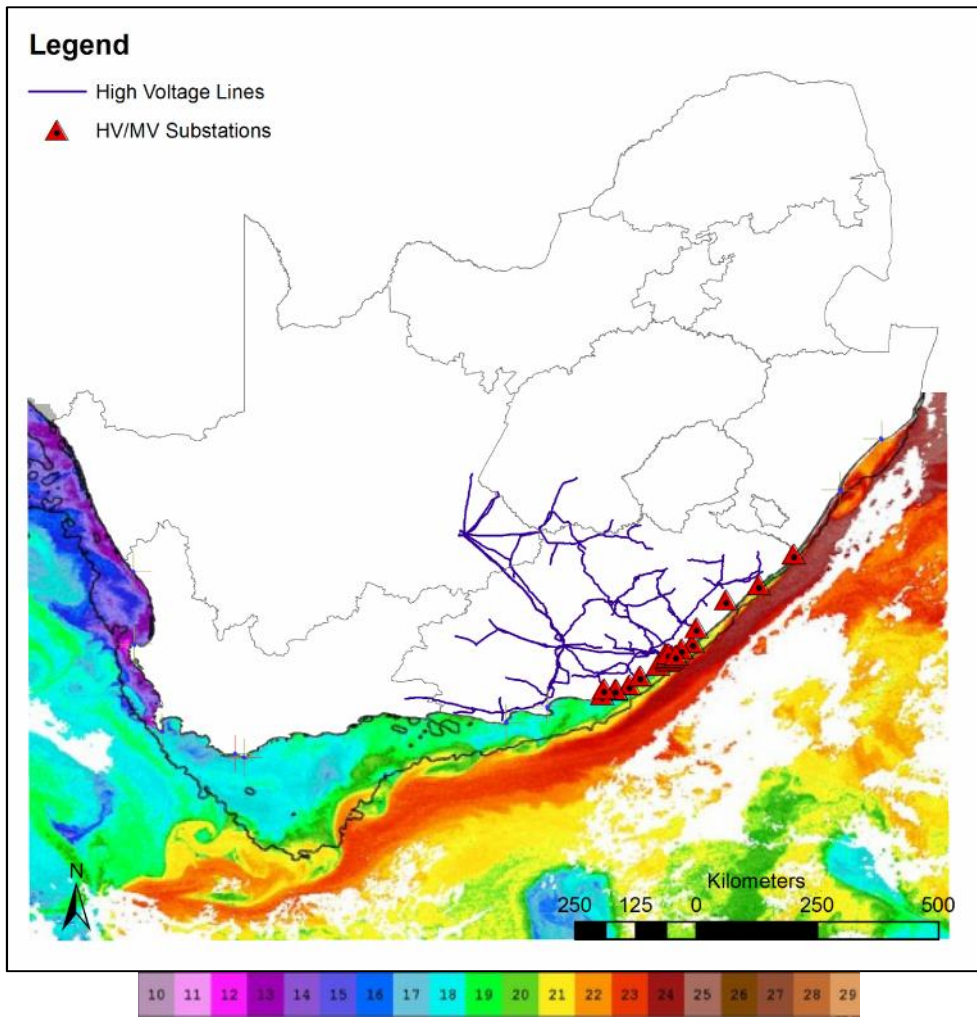 Legend
High Voltage Lines
HV/MV Substations
N
Kilometers
250 125 0 250 500
10 11 12 13 14 15 16 17 18 19 20 21 22 23 24 25 26 27 28 29